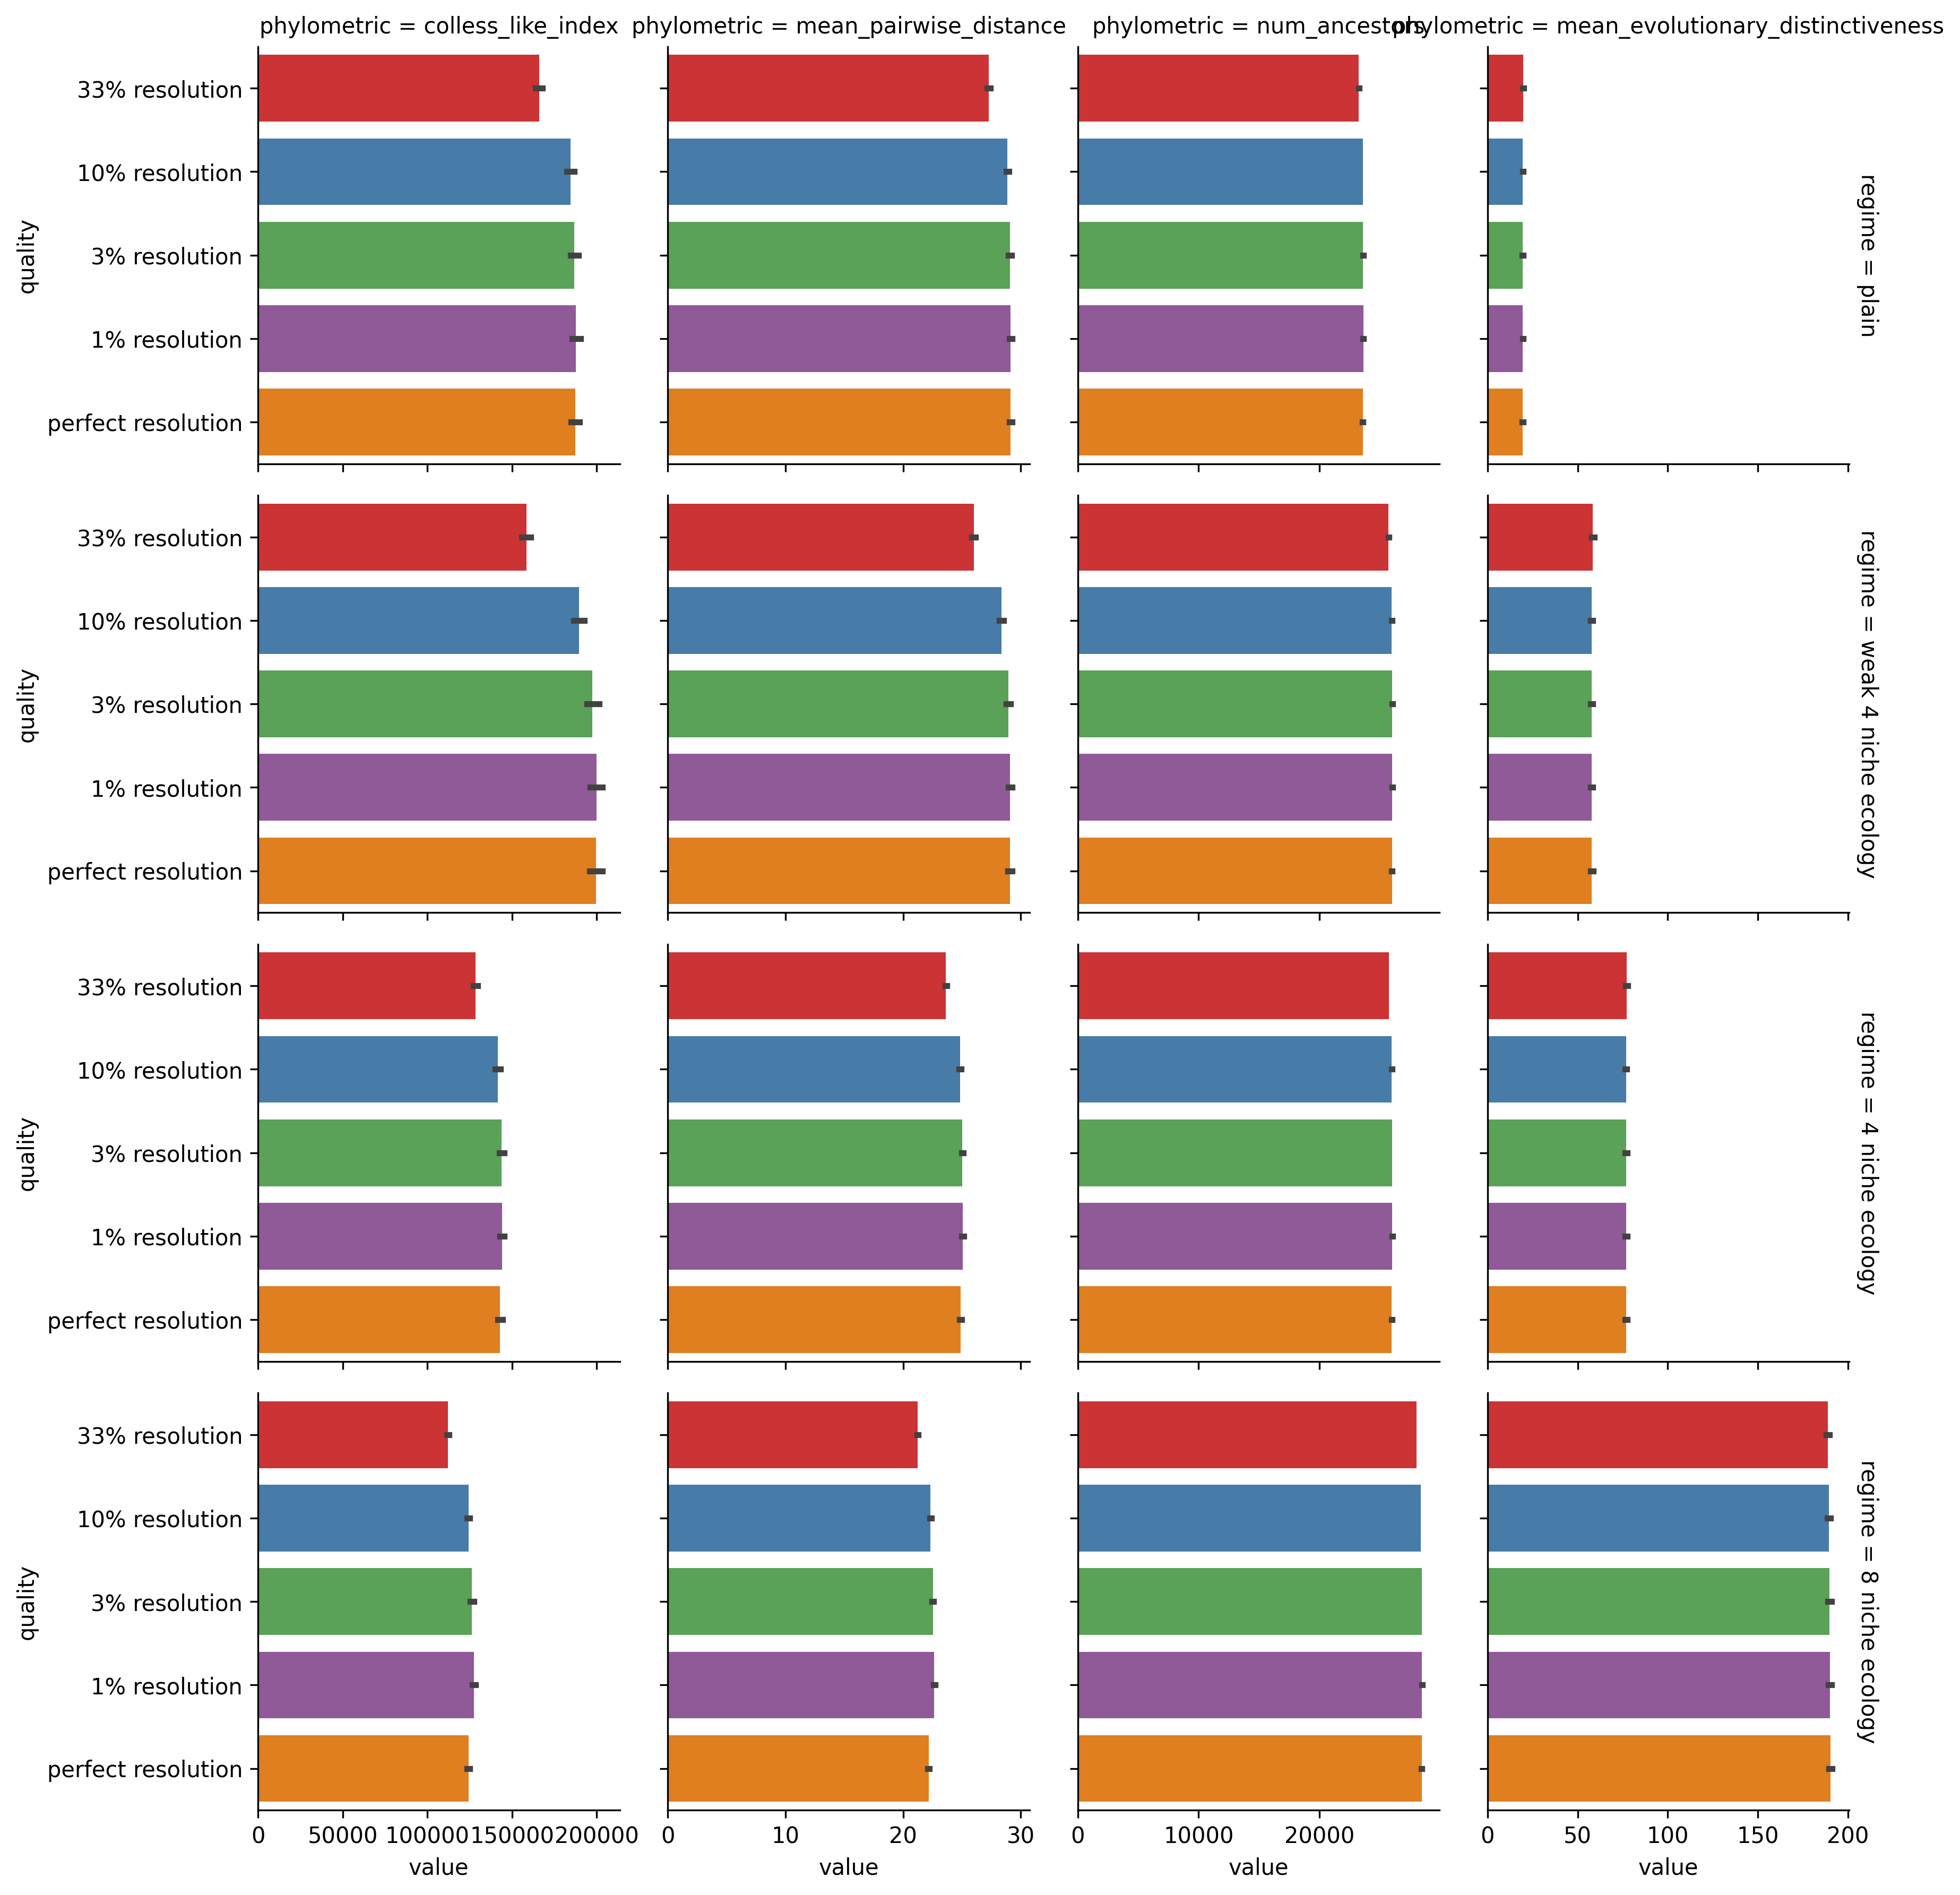 phylometric = colless_like_index
phylometric = mean_pairwise_distance
phylometric = num_ancestors
phylometric = mean_evolutionary_distinctiveness
quality
33% resolution
10% resolution
3% resolution
1% resolution
perfect resolution
regime = plain
quality
33% resolution
10% resolution
3% resolution
1% resolution
perfect resolution
regime = weak 4 niche ecology
quality
33% resolution
10% resolution
3% resolution
1% resolution
perfect resolution
regime = 4 niche ecology
quality
33% resolution
10% resolution
3% resolution
1% resolution
perfect resolution
regime = 8 niche ecology
0 50000 100000 150000 200000
0 10 20 30
0 10000 20000
0 50 100 150 200
value
value
value
value